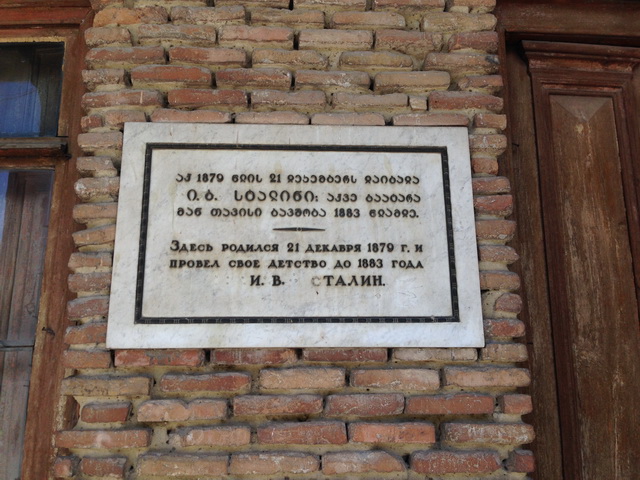 აქ 1879 წლის 21 დეკემბერს დაიბადა
ი. ბ. სტალინი; აქვე გაატარა
მან თავისი ბავშობა 1883 წლამდე.
Здесь родился 21 декабря 1879 г. и
провел свое детство до 1883 года
И. В. СТАЛИН.